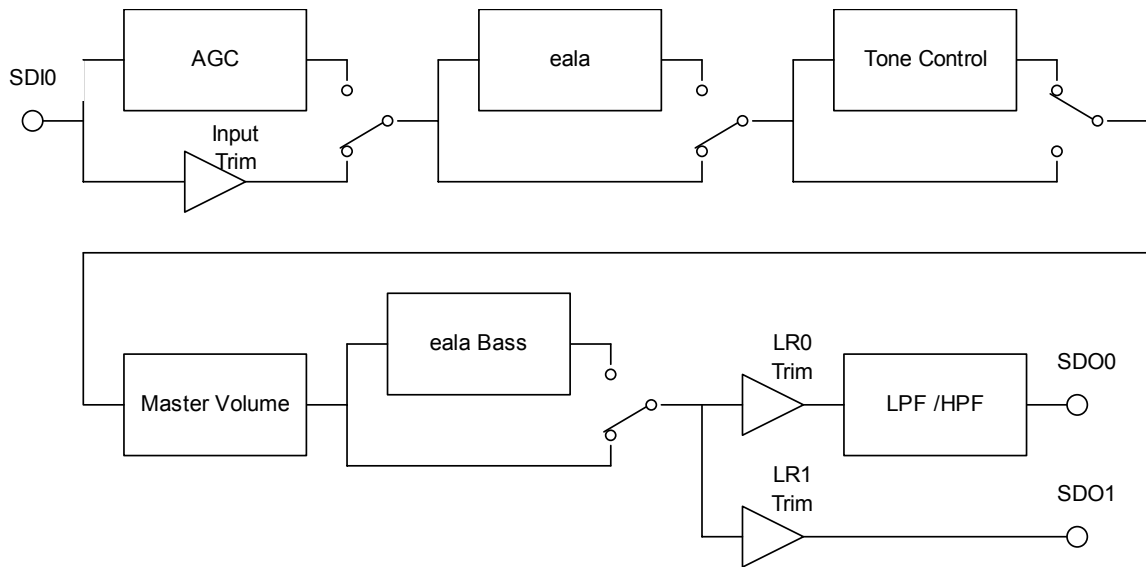 AGC
eala
Tone Control
SDI0
Input
Trim
eala Bass
Master Volume
LR0
Trim
LPF /HPF
SDO0
LR1
Trim
SDO1